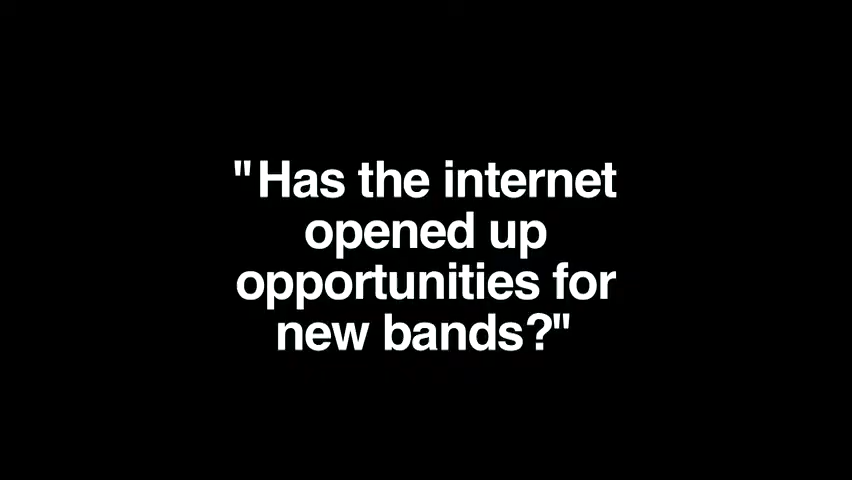 "Has the internet
opened up
opportunities for
new bands?"